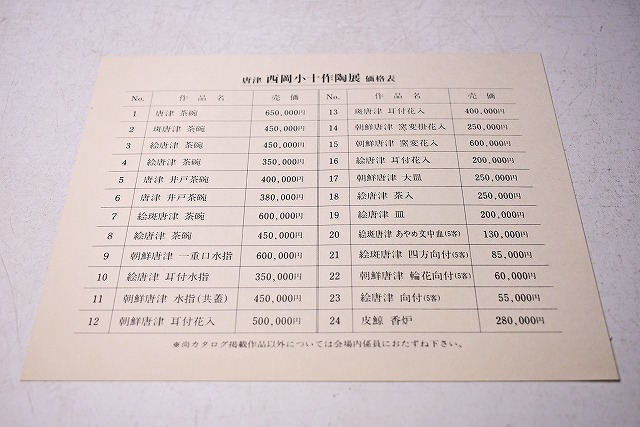 唐津 西岡小十作陶展 価格表
No. 作品名 売価
1 唐津 茶碗 650,000円
2 斑唐津 茶碗 450,000円
3 絵唐津 茶碗 450,000円
4 絵唐津 茶碗 350,000円
5 唐津 井戸茶碗 400,000円
6 唐津 井戸茶碗 380,000円
7 絵斑唐津 茶碗 600,000円
8 絵唐津 茶碗 450,000円
9 朝鮮唐津 一重口水指 600,000円
10 絵唐津 耳付水指 350,000円
11 朝鮮唐津 水指(共蓋) 450,000円
12 朝鮮唐津 耳付花入 500,000円
No. 作品名 売価
13 斑唐津 耳付花入 400,000円
14 朝鮮唐津 窯変掛花入 250,000円
15 朝鮮唐津 窯変花入 600,000円
16 絵唐津 耳付花入 200,000円
17 朝鮮唐津 大皿 250,000円
18 絵唐津 茶入 250,000円
19 絵唐津 皿 200,000円
20 絵斑唐津 あやめ文中皿(5客) 130,000円
21 絵斑唐津 四方向付(5客) 85,000円
22 朝鮮唐津 輪花向付(5客) 60,000円
23 絵唐津 向付(5客) 55,000円
24 皮鯨 香炉 280,000円
※尚カタログ掲載作品以外については会場内係員におたずね下さい。